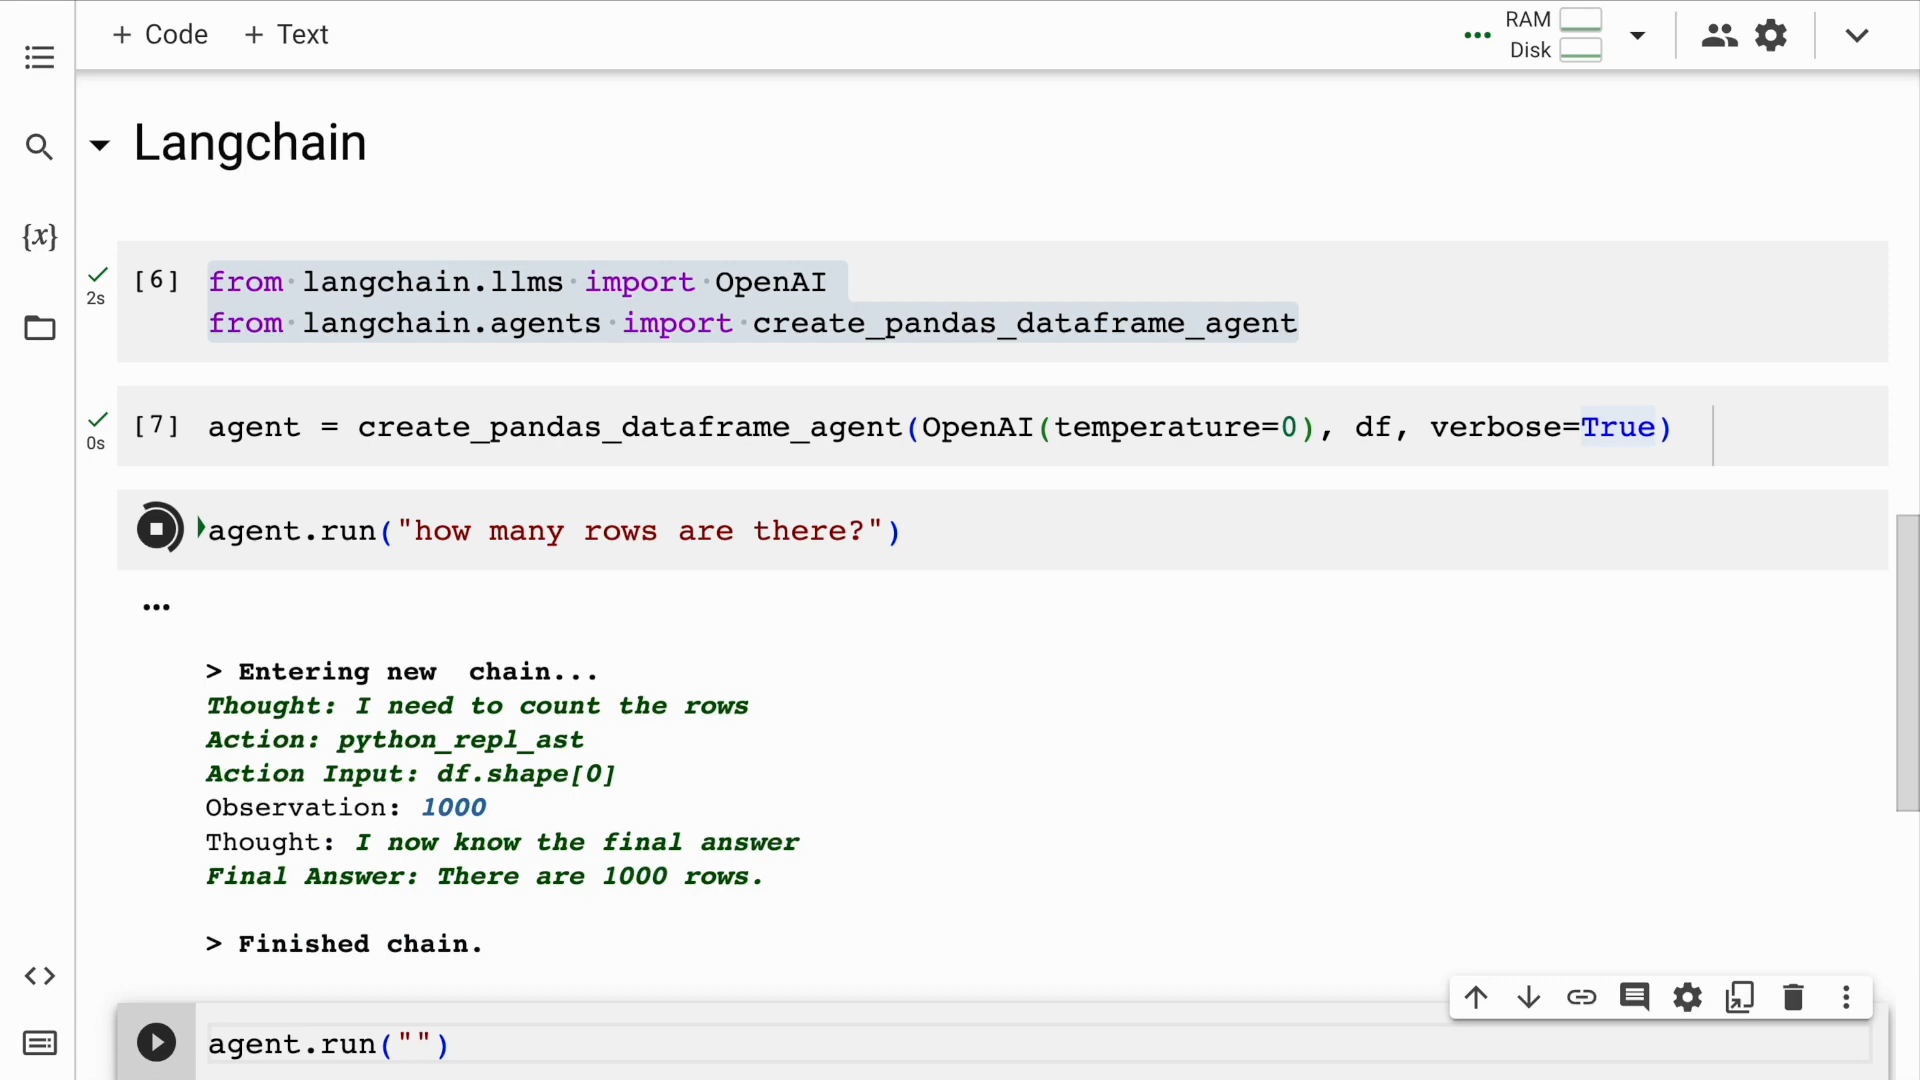 + Code + Text
RAM
Disk
Langchain
{x}
2s
[6]
from langchain.llms import OpenAI
from langchain.agents import create_pandas_dataframe_agent
0s
[7]
agent = create_pandas_dataframe_agent(OpenAI(temperature=0), df, verbose=True)
agent.run("how many rows are there?")
...
> Entering new  chain...
Thought: I need to count the rows
Action: python_repl_ast
Action Input: df.shape[0]
Observation: 1000
Thought: I now know the final answer
Final Answer: There are 1000 rows.
> Finished chain.
agent.run("")